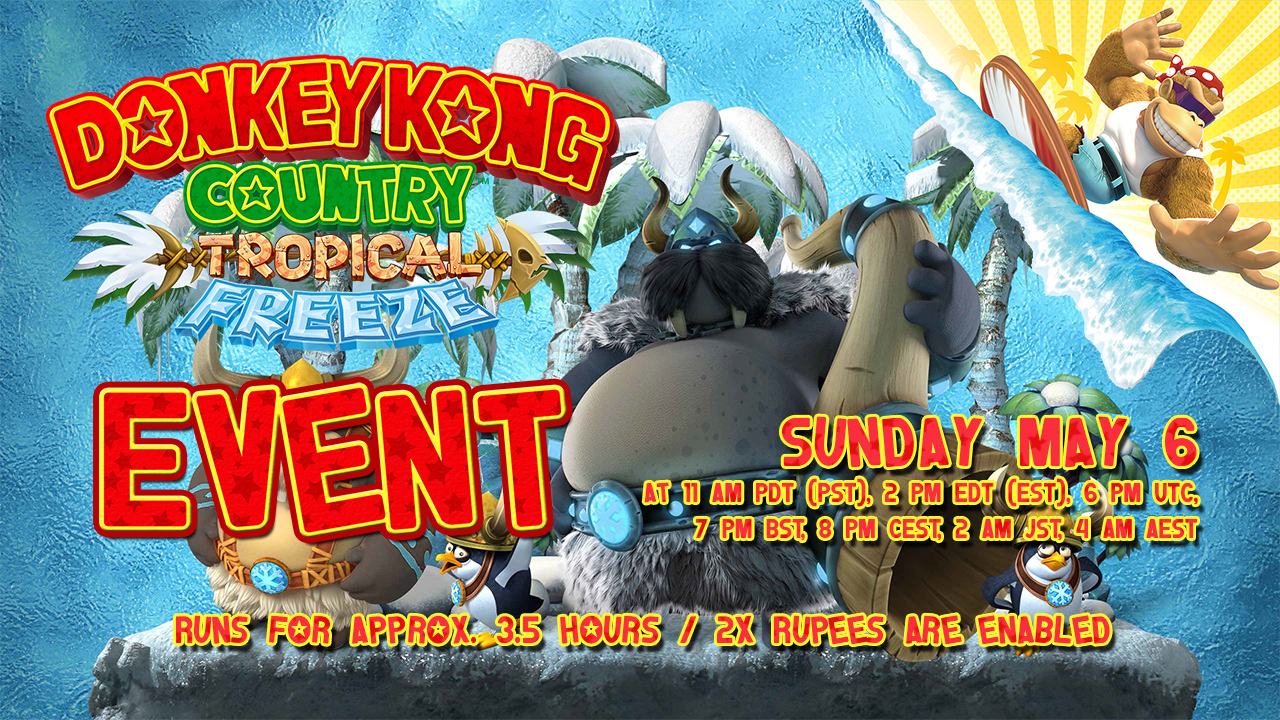 DONKEY KONG
COUNTRY
TROPICAL
FREEZE
EVENT
SUNDAY MAY 6
AT 11 AM PDT (PST), 2 PM EDT (EST), 6 PM UTC,
7 PM BST, 8 PM CEST, 2 AM JST, 4 AM AEST
RUNS FOR APPROX. 3.5 HOURS / 2X RUPEES ARE ENABLED